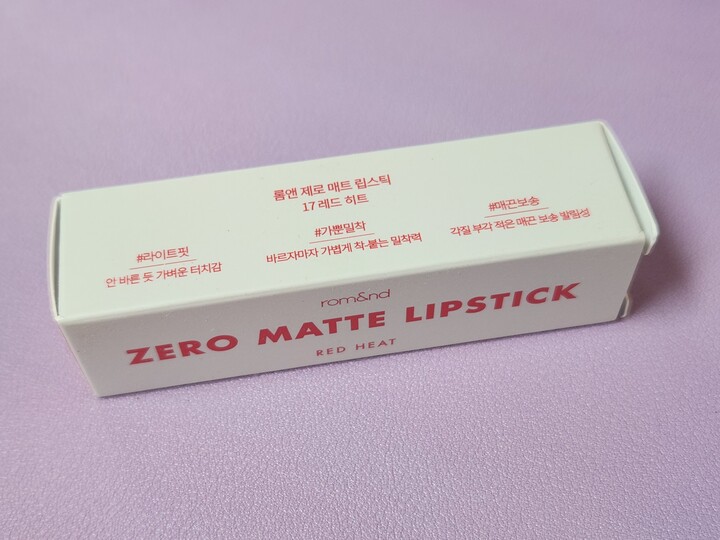 롬앤 제로 매트 립스틱
17 레드 히트
#라이트핏
안 바른 듯 가벼운 터치감
#가뿐밀착
바르자마자 가볍게 착-붙는 밀착력
#매끈보송
각질 부각 적은 매끈 보송 발림성
rom&nd
ZERO MATTE LIPSTICK
RED HEAT